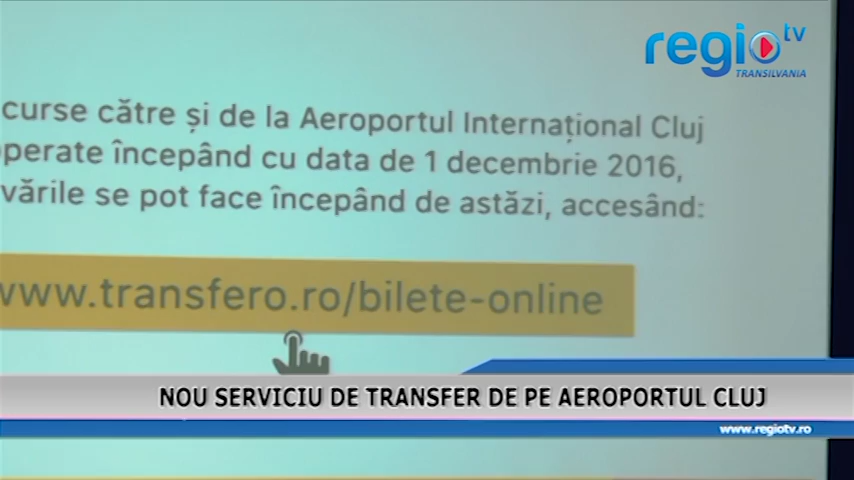 regio tv
TRANSILVANIA
curse către și de la Aeroportul Internațional Cluj
operate începând cu data de 1 decembrie 2016,
vările se pot face începând de astăzi, accesând:
www.transfero.ro/bilete-online
NOU SERVICIU DE TRANSFER DE PE AEROPORTUL CLUJ
www.regiotv.ro